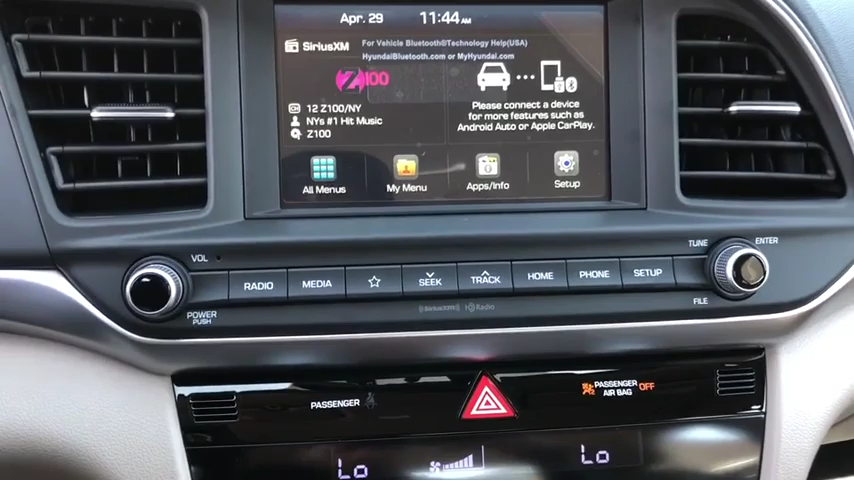 Apr. 29 11:44 AM
SiriusXM
For Vehicle Bluetooth®Technology Help(USA)
HyundaiBluetooth.com or MyHyundai.com
Z100
12 Z100/NY
NYs #1 Hit Music
Z100
Please connect a device
for more features such as
Android Auto or Apple CarPlay.
All Menus
My Menu
Apps/Info
Setup
VOL
TUNE
ENTER
RADIO
MEDIA
SEEK
TRACK
HOME
PHONE
SETUP
POWER
PUSH
FILE
SiriusXM
HD Radio
PASSENGER
PASSENGER
AIR BAG
OFF
Lo
Lo